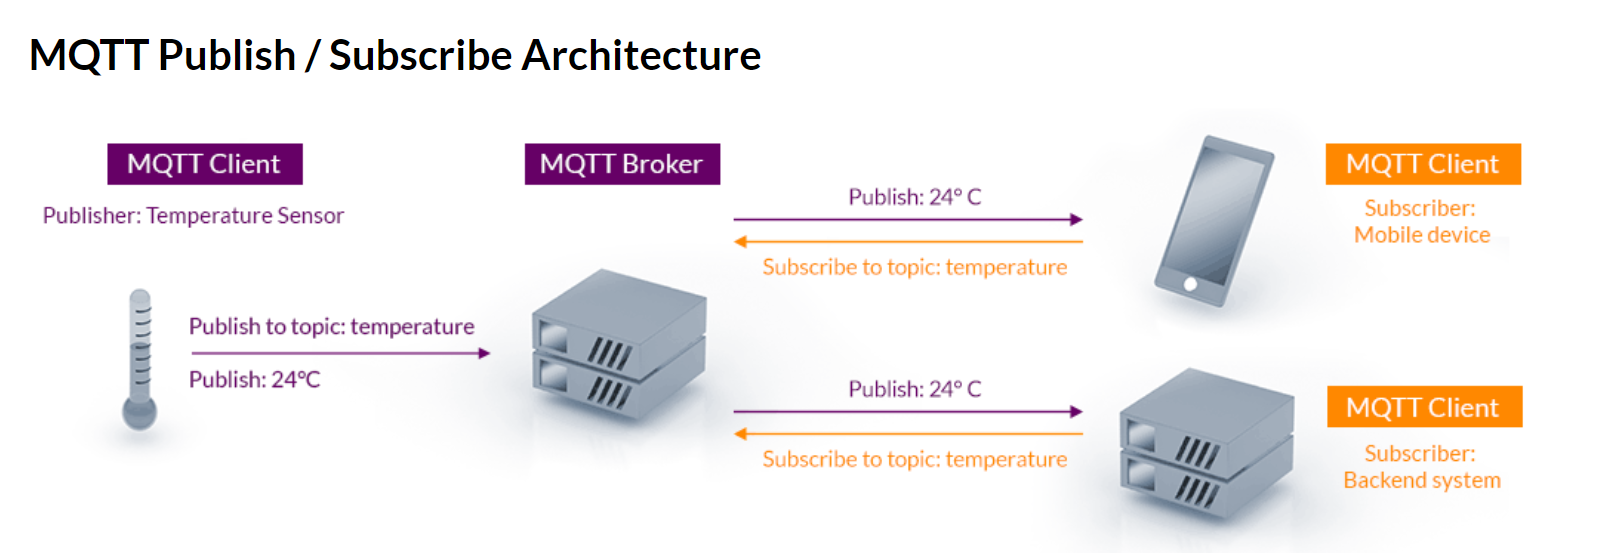 MQTT Publish / Subscribe Architecture
MQTT Client
Publisher: Temperature Sensor
Publish to topic: temperature
Publish: 24°C
MQTT Broker
Publish: 24° C
Subscribe to topic: temperature
MQTT Client
Subscriber:
Mobile device
Publish: 24° C
Subscribe to topic: temperature
MQTT Client
Subscriber:
Backend system